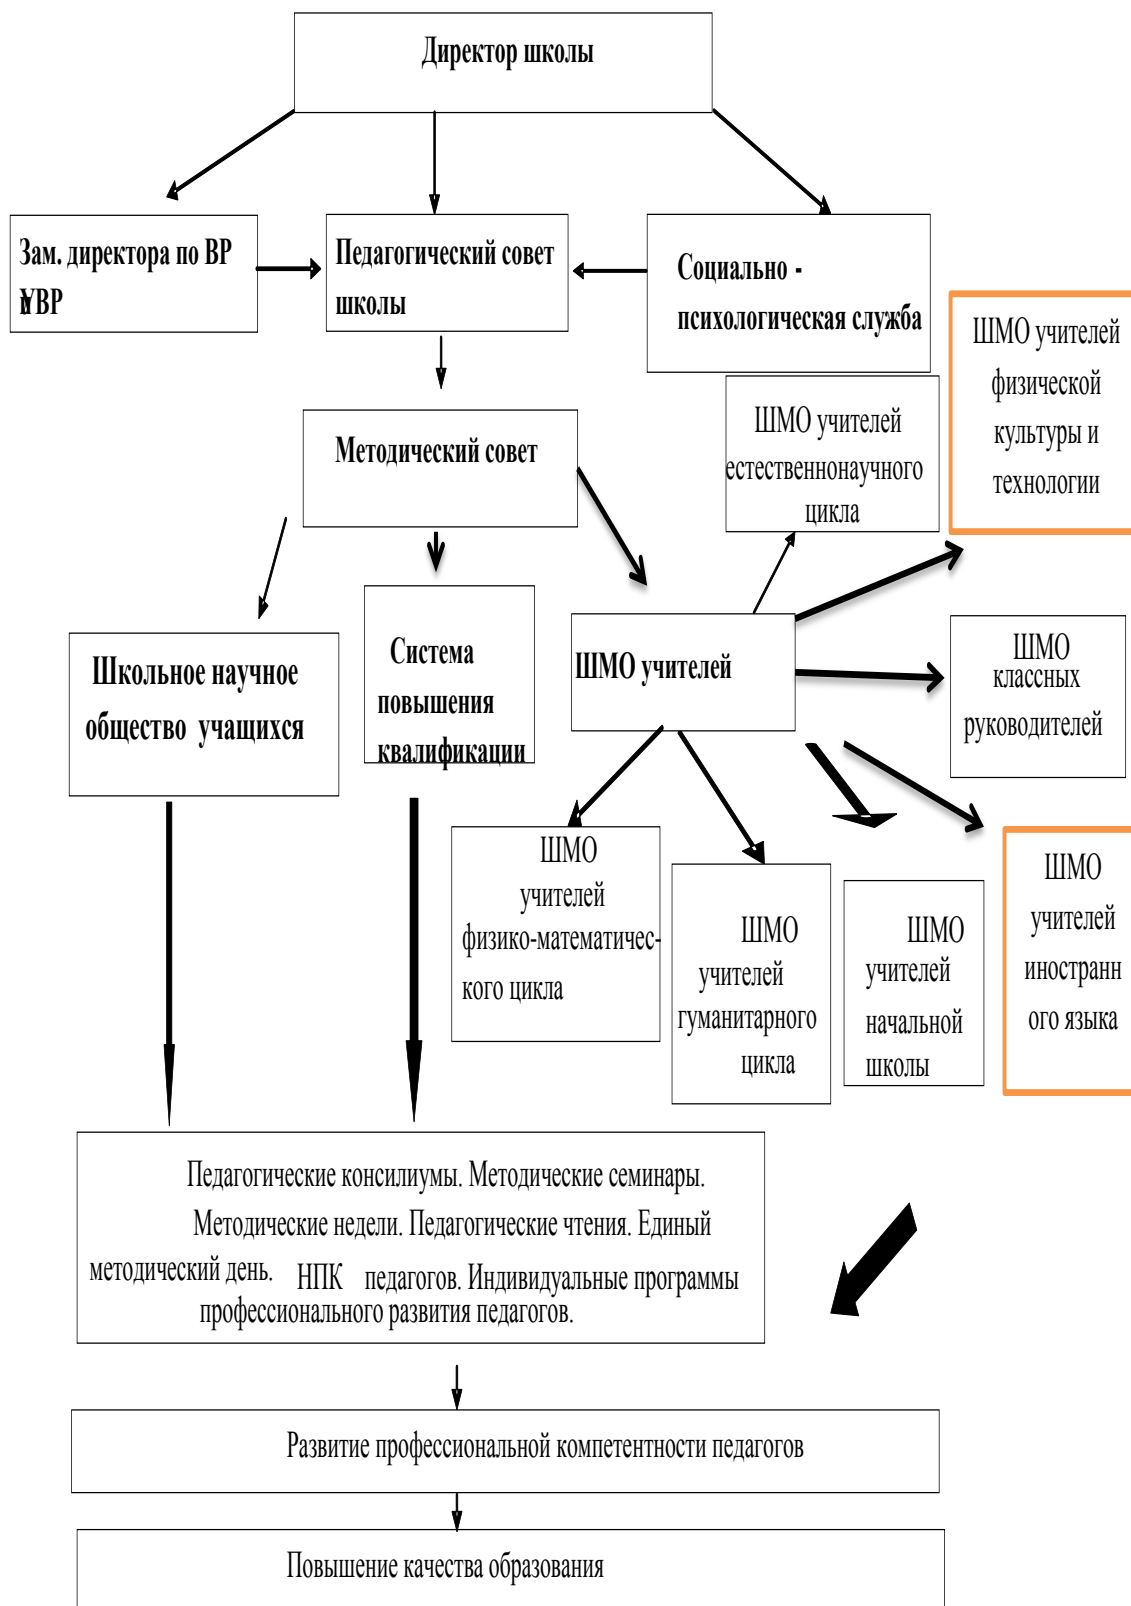 Директор школы
Зам. директора по ВР
и УВР
Педагогический совет
школы
Социально -
психологическая служба
ШМО учителей
физической
культуры и
технологии
ШМО учителей
естественнонаучного
цикла
Методический совет
Школьное научное
общество учащихся
Система
повышения
квалификации
ШМО учителей
ШМО
классных
руководителей
ШМО
учителей
физико-математичес-
кого цикла
ШМО
учителей
гуманитарного
цикла
ШМО
учителей
начальной
школы
ШМО
учителей
иностранн
ого языка
Педагогические консилиумы. Методические семинары.
Методические недели. Педагогические чтения. Единый
методический день. НПК педагогов. Индивидуальные программы
профессионального развития педагогов.
Развитие профессиональной компетентности педагогов
Повышение качества образования